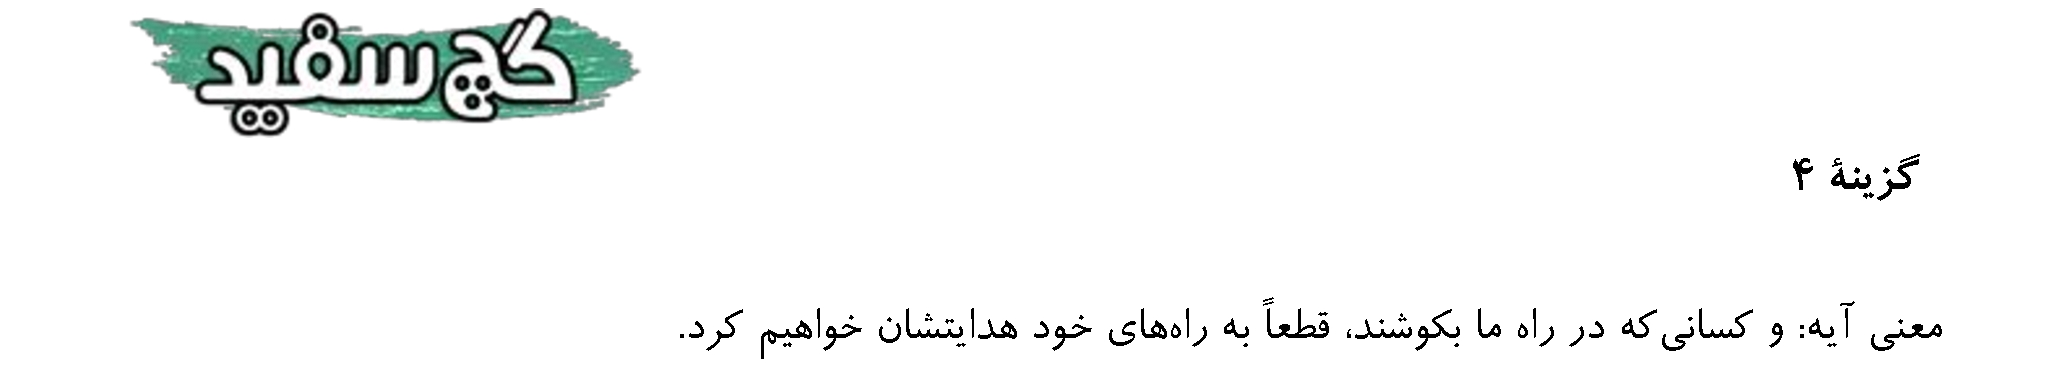 گچ سفید
گزینهٔ ۴
معنی آیه: و کسانی‌که در راه ما بکوشند، قطعاً به راه‌های خود هدایتشان خواهیم کرد.